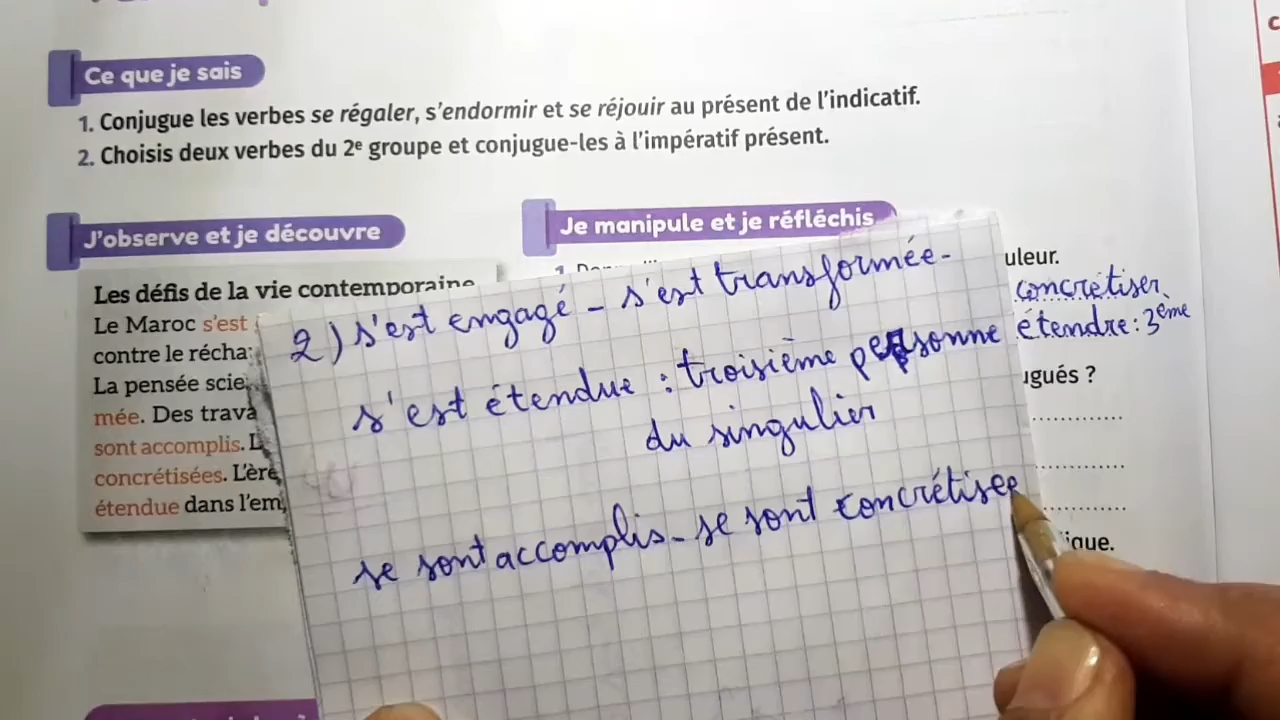 Ce que je sais
1. Conjugue les verbes se régaler, s'endormir et se réjouir au présent de l'indicatif.
2. Choisis deux verbes du 2e groupe et conjugue-les à l'impératif présent.
J'observe et je découvre
Les défis de la vie contemporaine
Le Maroc s'est
contre le récha
La pensée scie
mée. Des trava
sont accomplis. L
concrétisées. L'ère
étendue dans l'em
Je manipule et je réfléchis
1.
uleur.
concrétiser
étendre : 3ème
ugués ?
ique.
2) s'est engagé - s'est transformée -
s'est étendue : troisième personne
du singulier
se sont accomplis - se sont concrétisée